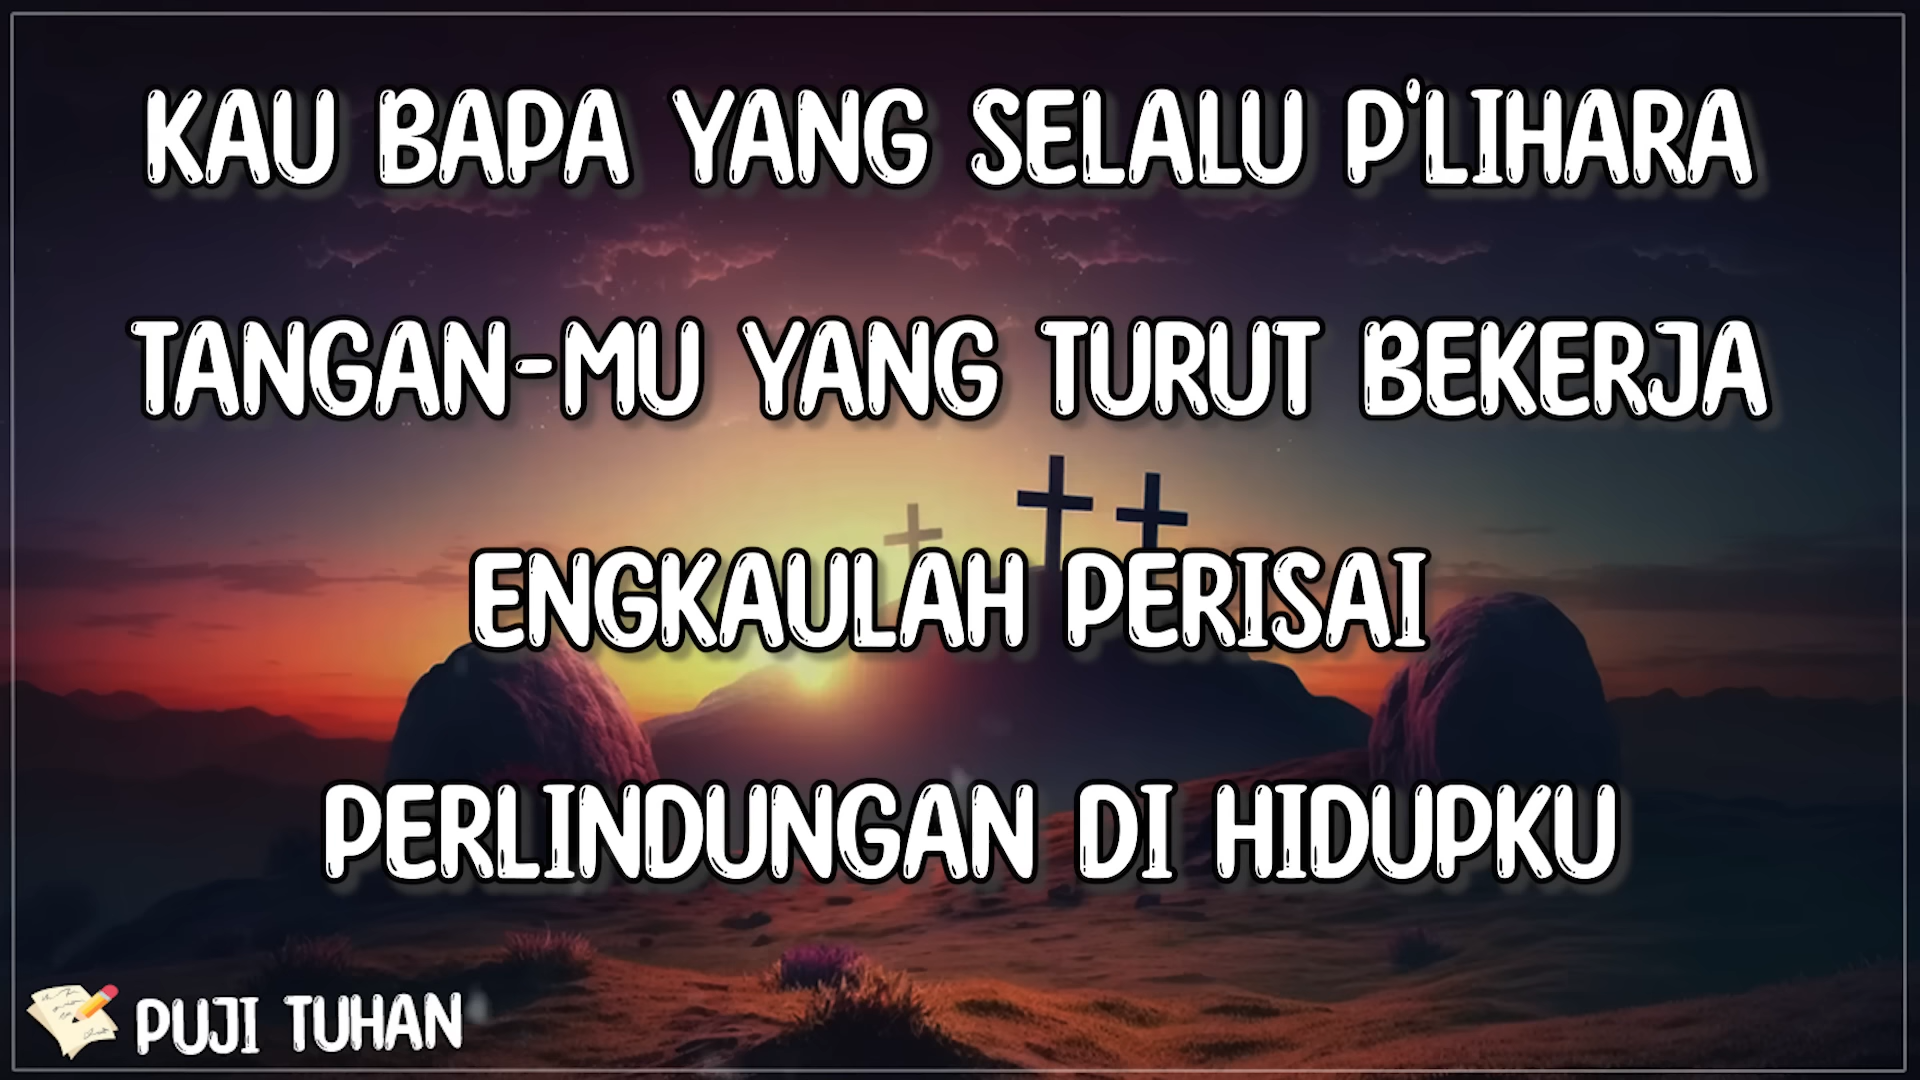 KAU BAPA YANG SELALU P'LIHARA
TANGAN-MU YANG TURUT BEKERJA
ENGKAULAH PERISAI
PERLINDUNGAN DI HIDUPKU
PUJI TUHAN